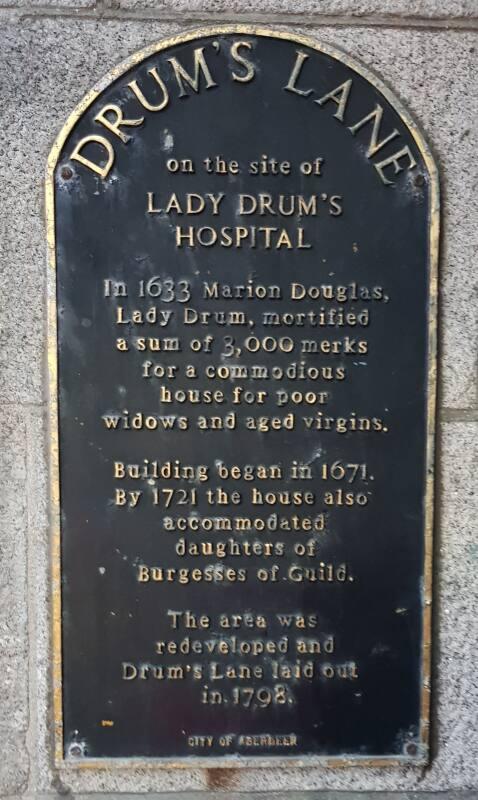 DRUM'S LANE
on the site of
LADY DRUM'S
HOSPITAL
In 1633 Marion Douglas,
Lady Drum, mortified
a sum of 3,000 merks
for a commodious
house for poor
widows and aged virgins.
Building began in 1671.
By 1721 the house also
accommodated
daughters of
Burgesses of Guild.
The area was
redeveloped and
Drum's Lane laid out
in 1798.
CITY OF ABERDEEN